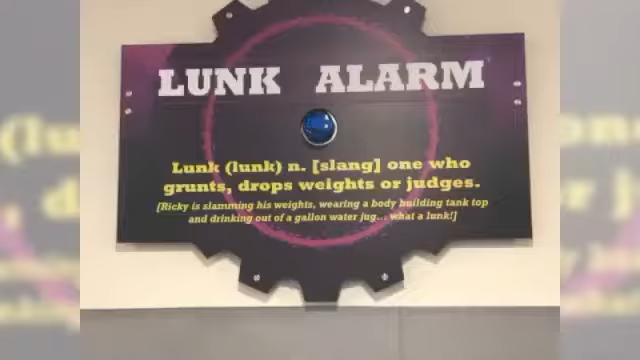 LUNK ALARM
Lunk (lunk) n. [slang] one who
grunts, drops weights or judges.
[Ricky is slamming his weights, wearing a body building tank top
and drinking out of a gallon water jug... what a lunk!]